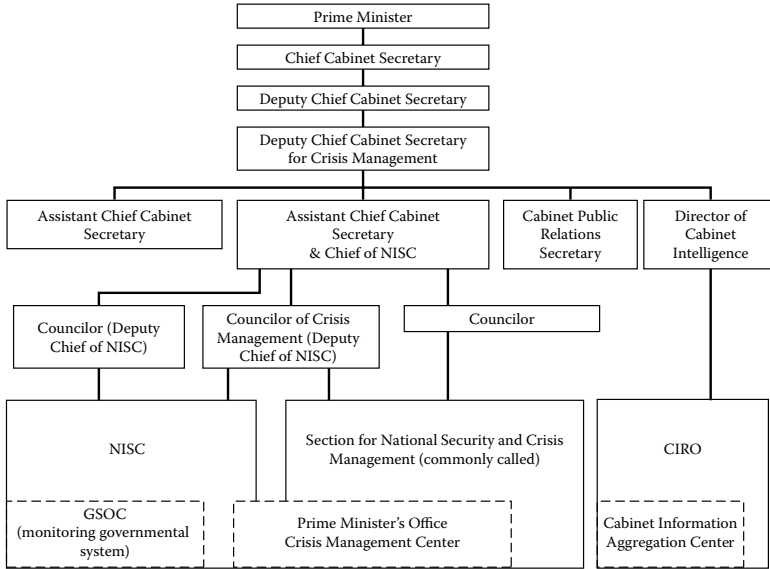 Prime Minister
Chief Cabinet Secretary
Deputy Chief Cabinet Secretary
Deputy Chief Cabinet Secretary
for Crisis Management
Assistant Chief Cabinet
Secretary
Assistant Chief Cabinet
Secretary
& Chief of NISC
Cabinet Public
Relations
Secretary
Director of
Cabinet
Intelligence
Councilor (Deputy
Chief of NISC)
Councilor of Crisis
Management (Deputy
Chief of NISC)
Councilor
NISC
Section for National Security and Crisis
Management (commonly called)
CIRO
GSOC
(monitoring governmental
system)
Prime Minister's Office
Crisis Management Center
Cabinet Information
Aggregation Center